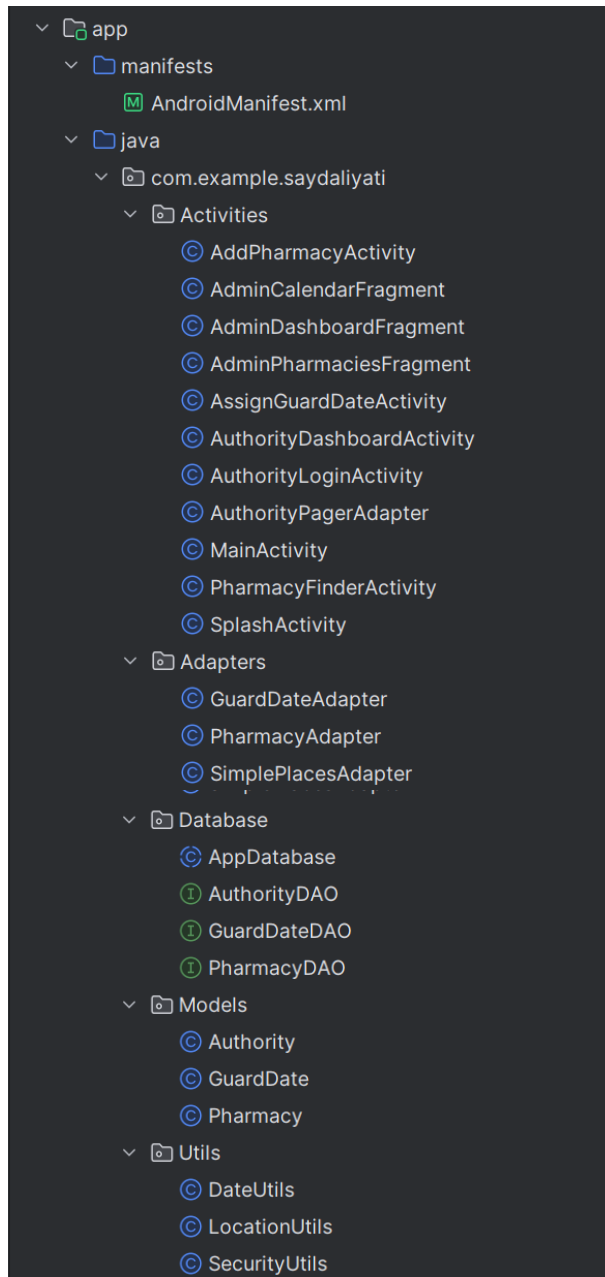 app
manifests
M AndroidManifest.xml
java
com.example.saydaliyati
Activities
C AddPharmacyActivity
C AdminCalendarFragment
C AdminDashboardFragment
C AdminPharmaciesFragment
C AssignGuardDateActivity
C AuthorityDashboardActivity
C AuthorityLoginActivity
C AuthorityPagerAdapter
C MainActivity
C PharmacyFinderActivity
C SplashActivity
Adapters
C GuardDateAdapter
C PharmacyAdapter
C SimplePlacesAdapter
Database
C AppDatabase
I AuthorityDAO
I GuardDateDAO
I PharmacyDAO
Models
C Authority
C GuardDate
C Pharmacy
Utils
C DateUtils
C LocationUtils
C SecurityUtils